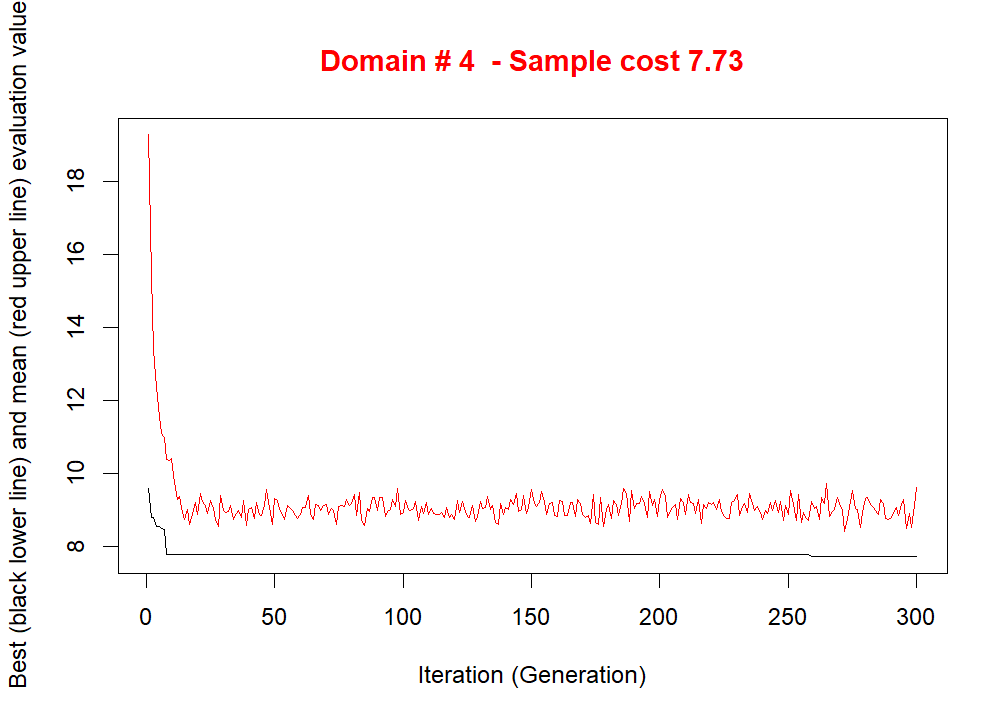 Domain # 4  - Sample cost 7.73
Best (black lower line) and mean (red upper line) evaluation value
18
16
14
12
10
8
0 50 100 150 200 250 300
Iteration (Generation)